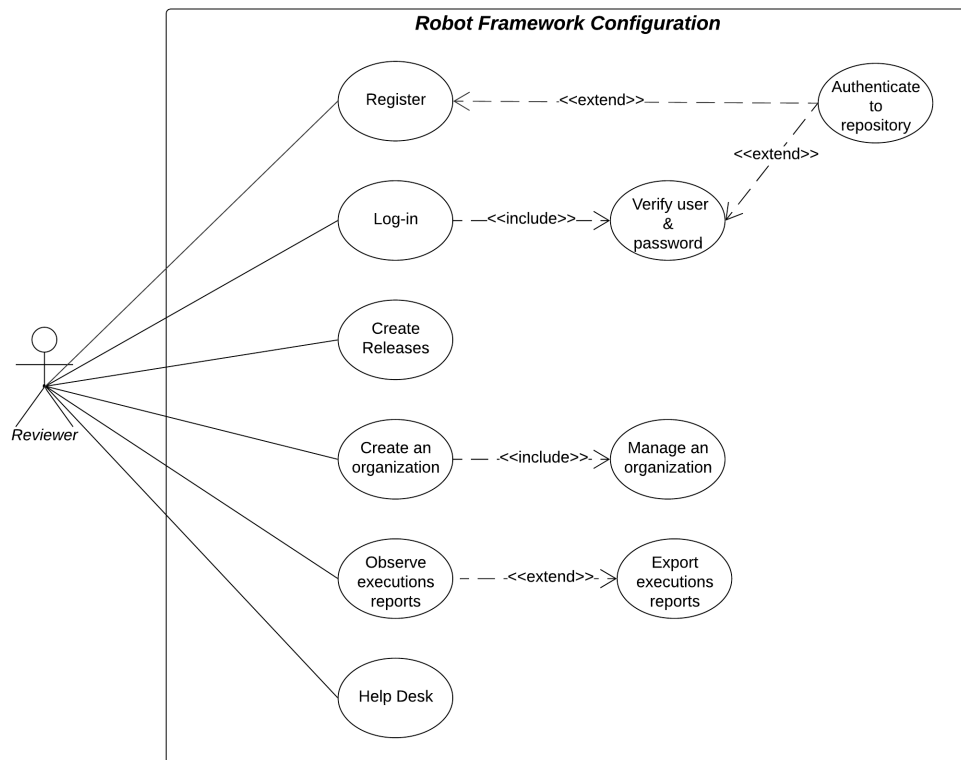 Robot Framework Configuration
Register
<<extend>>
Authenticate
to
repository
<<extend>>
Log-in
<<include>>
Verify user
&
password
Create
Releases
Reviewer
Create an
organization
<<include>>
Manage an
organization
Observe
executions
reports
<<extend>>
Export
executions
reports
Help Desk